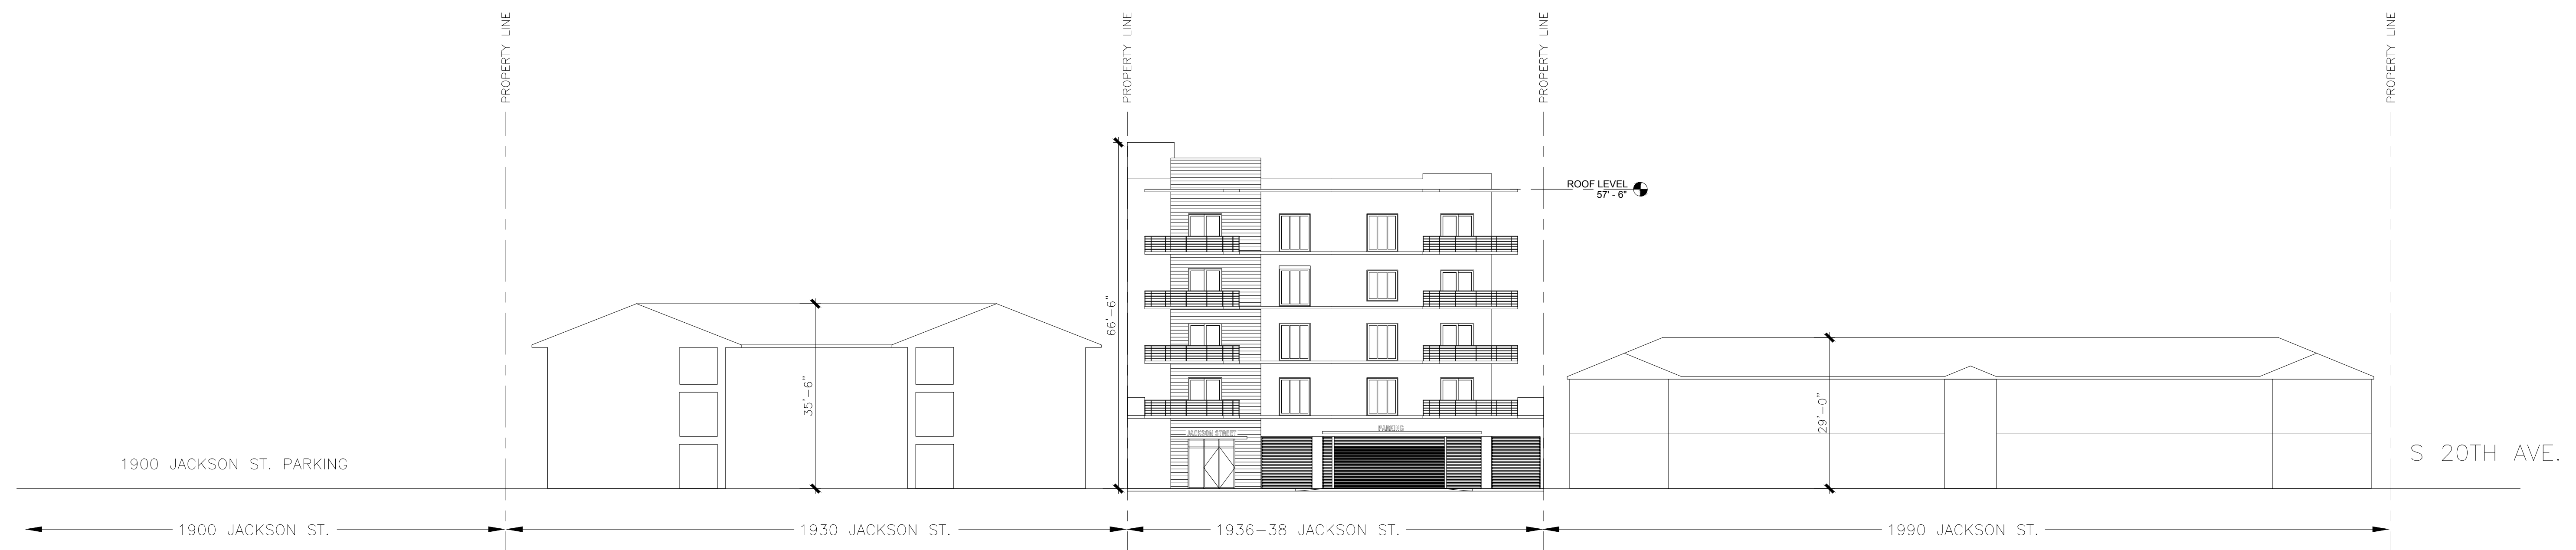 PROPERTY LINE
PROPERTY LINE
PROPERTY LINE
PROPERTY LINE
ROOF LEVEL
57' - 6"
66'-6"
35'-6"
29'-0"
JACKSON STREET
PARKING
1900 JACKSON ST. PARKING
S 20TH AVE.
1900 JACKSON ST.
1930 JACKSON ST.
1936-38 JACKSON ST.
1990 JACKSON ST.